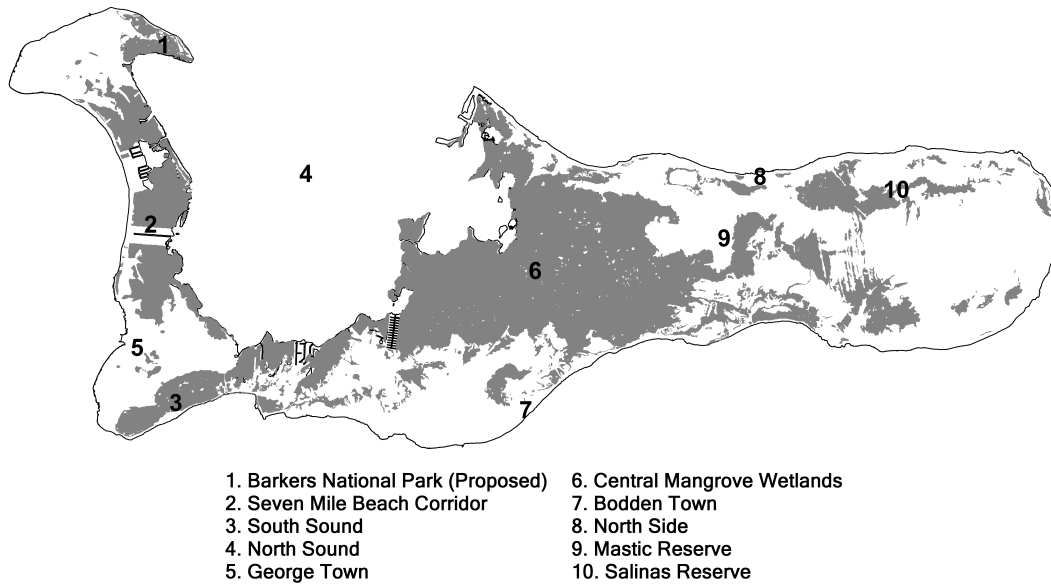 1
4
8
10
2
9
6
5
3
7
1. Barkers National Park (Proposed)
2. Seven Mile Beach Corridor
3. South Sound
4. North Sound
5. George Town
6. Central Mangrove Wetlands
7. Bodden Town
8. North Side
9. Mastic Reserve
10. Salinas Reserve